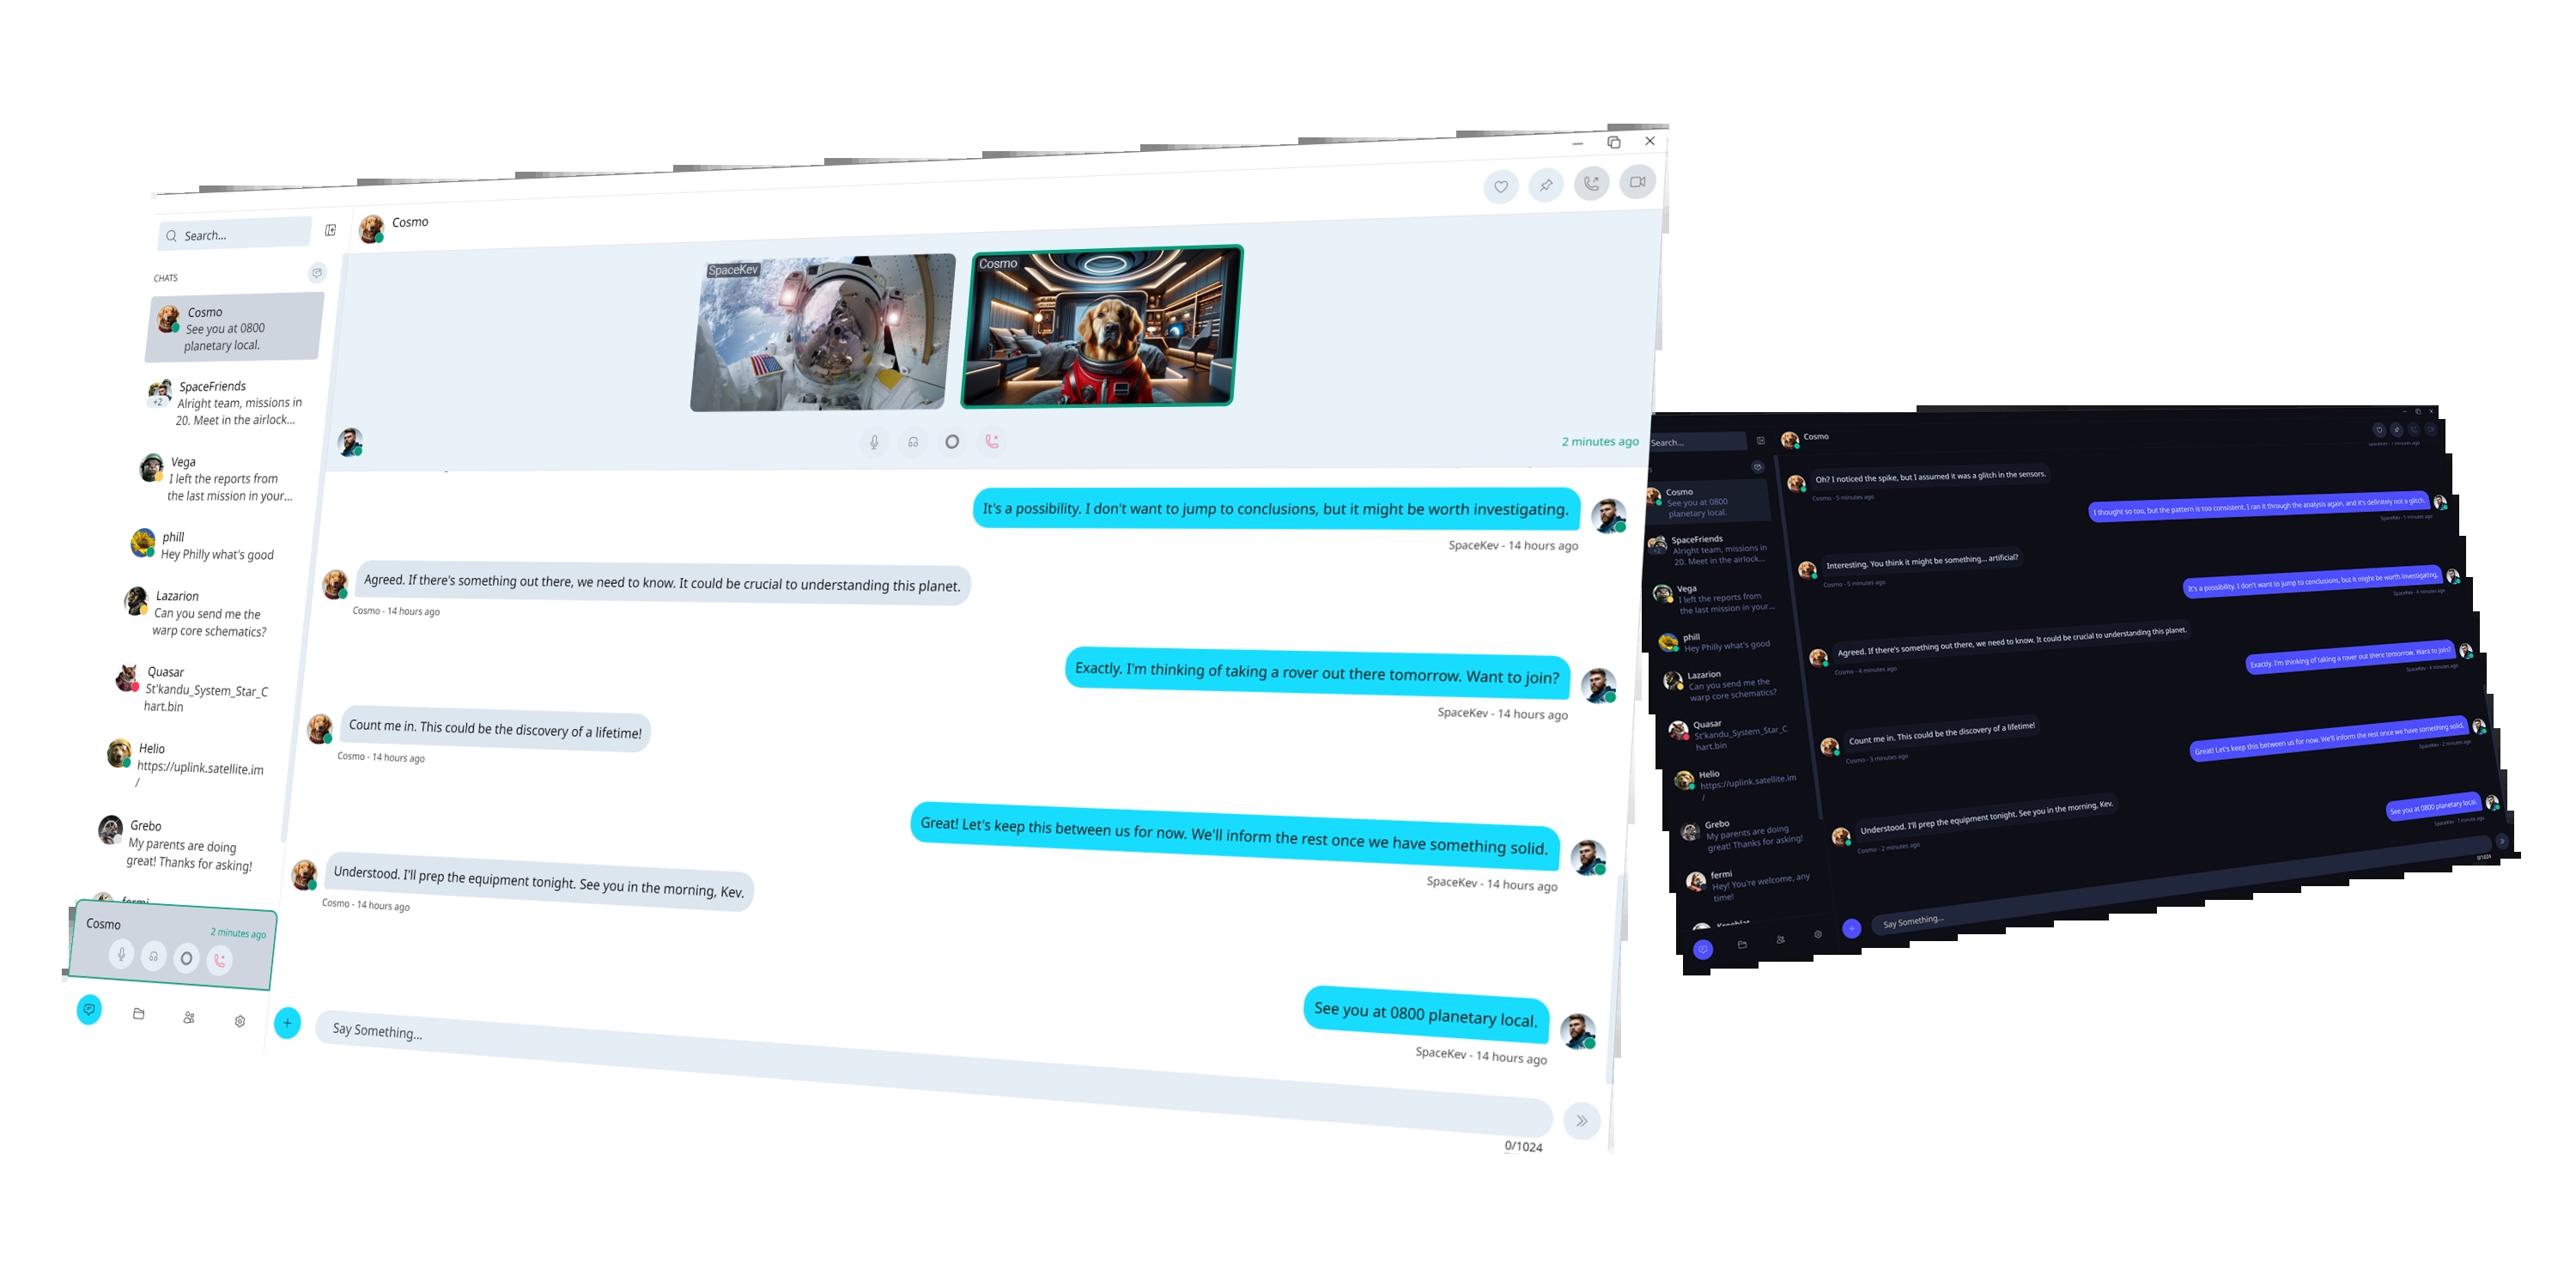 Search...
CHATS
Cosmo
See you at 0800
planetary local.
SpaceFriends
+2
Alright team, missions in
20. Meet in the airlock...
Vega
I left the reports from
the last mission in your...
phill
Hey Philly what's good
Lazarion
Can you send me the
warp core schematics?
Quasar
St'kandu_System_Star_C
hart.bin
Helio
https://uplink.satellite.im
/
Grebo
My parents are doing
great! Thanks for asking!
fermi
Cosmo
2 minutes ago
Cosmo
SpaceKev
Cosmo
2 minutes ago
It's a possibility. I don't want to jump to conclusions, but it might be worth investigating.
SpaceKev - 14 hours ago
Agreed. If there's something out there, we need to know. It could be crucial to understanding this planet.
Cosmo - 14 hours ago
Exactly. I'm thinking of taking a rover out there tomorrow. Want to join?
SpaceKev - 14 hours ago
Count me in. This could be the discovery of a lifetime!
Cosmo - 14 hours ago
Great! Let's keep this between us for now. We'll inform the rest once we have something solid.
SpaceKev - 14 hours ago
Understood. I'll prep the equipment tonight. See you in the morning, Kev.
Cosmo - 14 hours ago
See you at 0800 planetary local.
SpaceKev - 14 hours ago
Say Something...
0/1024
Search...
Cosmo
See you at 0800
planetary local.
SpaceFriends
+2
Alright team, missions in
20. Meet in the airlock...
Vega
I left the reports from
the last mission in your...
phill
Hey Philly what's good
Lazarion
Can you send me the
warp core schematics?
Quasar
St'kandu_System_Star_C
hart.bin
Helio
https://uplink.satellite.im
/
Grebo
My parents are doing
great! Thanks for asking!
fermi
Hey! You're welcome, any
time!
Cosmo
Oh? I noticed the spike, but I assumed it was a glitch in the sensors.
Cosmo - 5 minutes ago
I thought so too, but the pattern is too consistent. I ran it through the analysis again, and it's definitely not a glitch.
SpaceKev - 5 minutes ago
Interesting. You think it might be something... artificial?
Cosmo - 5 minutes ago
It's a possibility. I don't want to jump to conclusions, but it might be worth investigating.
SpaceKev - 4 minutes ago
Agreed. If there's something out there, we need to know. It could be crucial to understanding this planet.
Cosmo - 4 minutes ago
Exactly. I'm thinking of taking a rover out there tomorrow. Want to join?
SpaceKev - 4 minutes ago
Count me in. This could be the discovery of a lifetime!
Cosmo - 3 minutes ago
Great! Let's keep this between us for now. We'll inform the rest once we have something solid.
SpaceKev - 2 minutes ago
Understood. I'll prep the equipment tonight. See you in the morning, Kev.
Cosmo - 2 minutes ago
See you at 0800 planetary local.
SpaceKev - 1 minute ago
Say Something...
0/1024